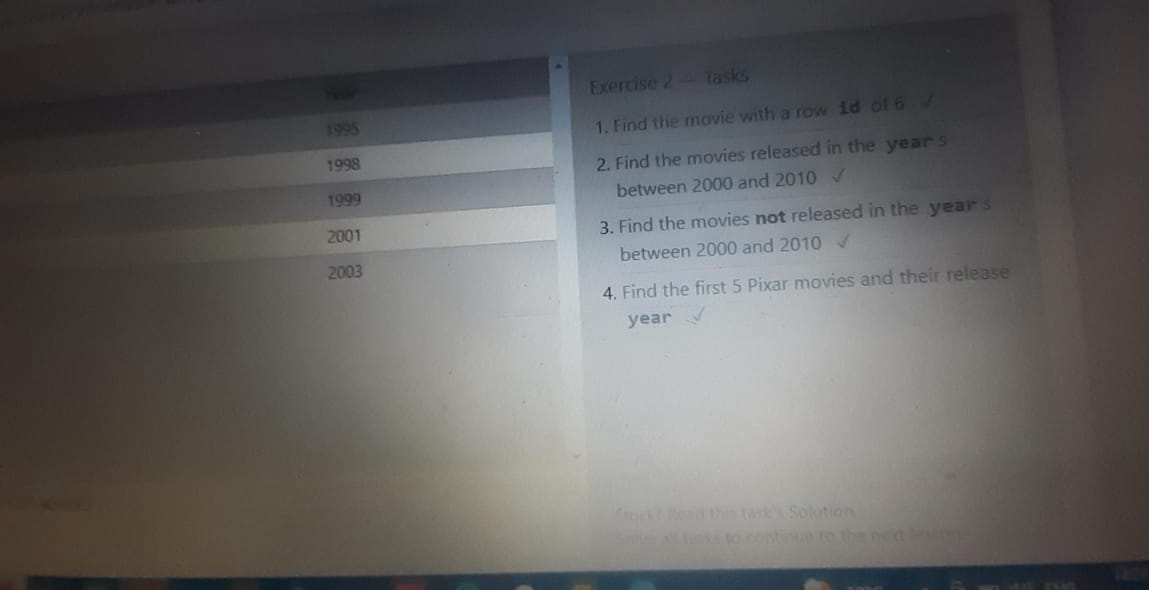 Year
1995
1998
1999
2001
2003
Exercise 2 — Tasks
1. Find the movie with a row id of 6 ✓
2. Find the movies released in the year s
between 2000 and 2010 ✓
3. Find the movies not released in the year s
between 2000 and 2010 ✓
4. Find the first 5 Pixar movies and their release
year ✓
Stuck? Read this task's Solution.
Solve all tasks to continue to the next lesson.